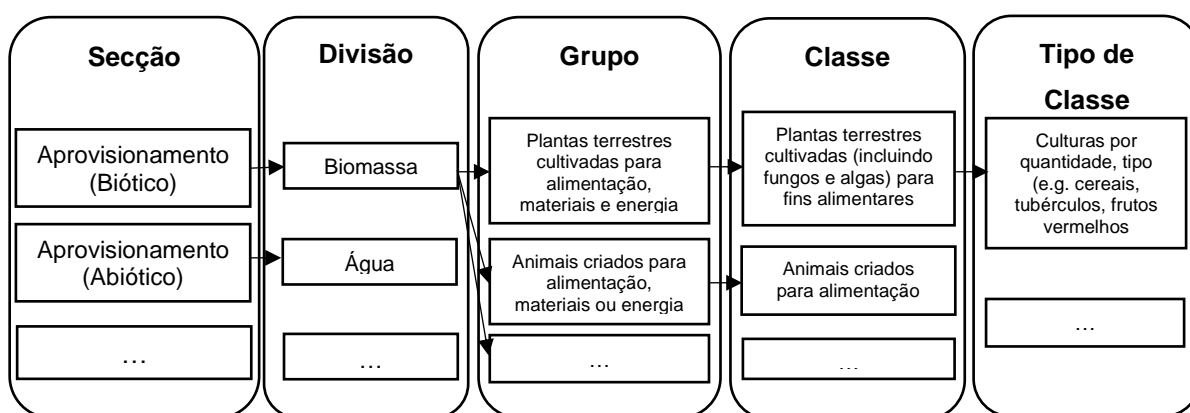 Secção
Aprovisionamento
(Biótico)
Aprovisionamento
(Abiótico)
…
Divisão
Biomassa
Água
…
Grupo
Plantas terrestres
cultivadas para
alimentação,
materiais e energia
Animais criados para
alimentação,
materiais ou energia
…
Classe
Plantas terrestres
cultivadas (incluindo
fungos e algas) para
fins alimentares
Animais criados
para alimentação
…
Tipo de
Classe
Culturas por
quantidade, tipo
(e.g. cereais,
tubérculos, frutos
vermelhos
…